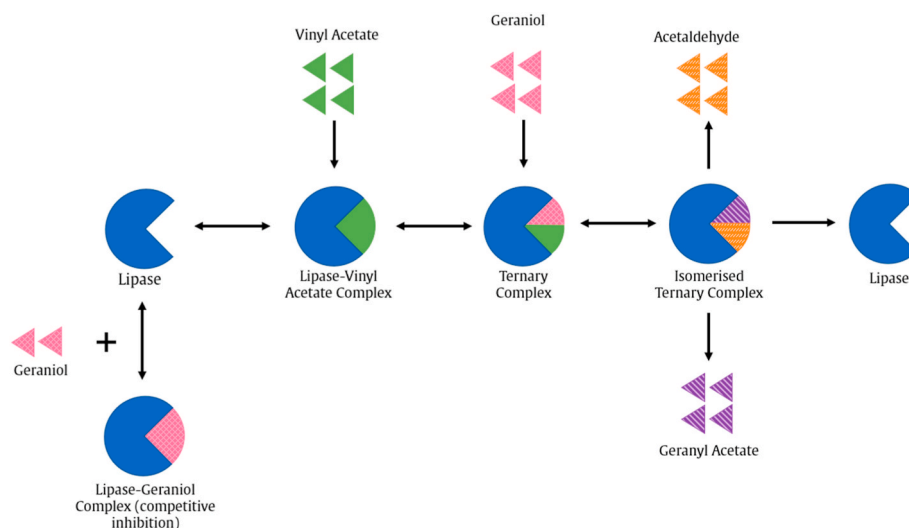 Vinyl Acetate
Geraniol
Acetaldehyde
Lipase
Lipase-Vinyl
Acetate Complex
Ternary
Complex
Isomerised
Ternary Complex
Lipase
+
Geraniol
Geranyl Acetate
Lipase-Geraniol
Complex (competitive
inhibition)